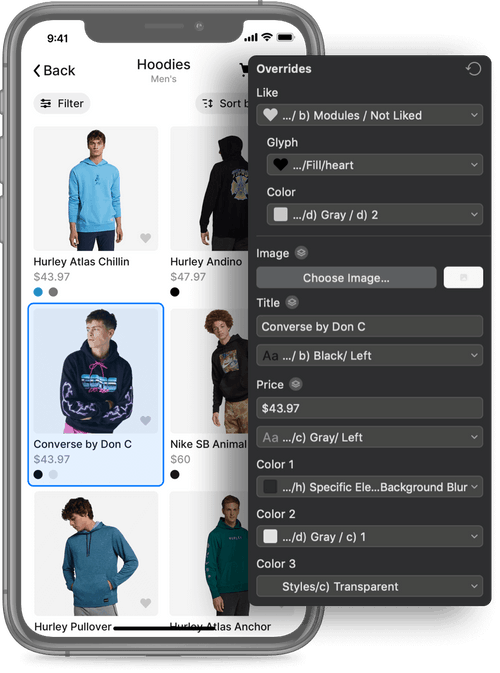 9:41
Back
Hoodies
Men's
Filter
Sort b
Hurley Atlas Chillin
$43.97
Hurley Andino
$47.97
Converse by Don C
$43.97
Nike SB Animal
$60
Hurley Pullover
Hurley Atlas Anchor
Overrides
Like
.../ b) Modules / Not Liked
Glyph
.../Fill/heart
Color
.../d) Gray / d) 2
Image
Choose Image...
Title
Converse by Don C
Aa .../ b) Black/ Left
Price
$43.97
Aa .../c) Gray/ Left
Color 1
.../h) Specific Ele...Background Blur
Color 2
.../d) Gray / c) 1
Color 3
Styles/c) Transparent